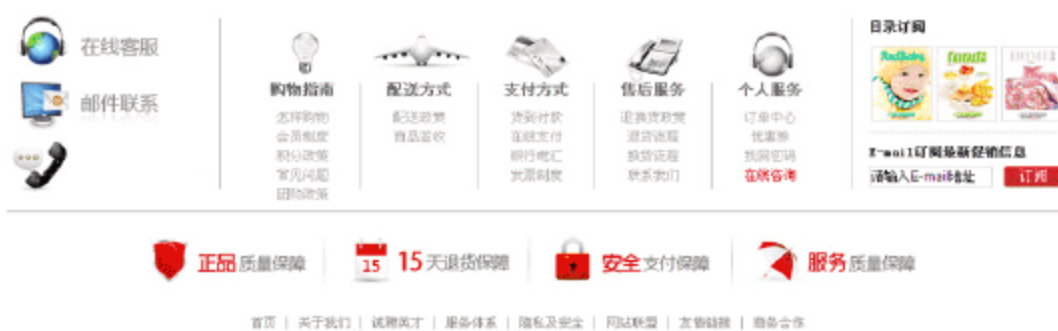 在线客服
邮件联系
购物指南
怎样购物
会员制度
积分政策
常见问题
团购政策
配送方式
配送政策
商品签收
支付方式
货到付款
在线支付
银行电汇
发票制度
售后服务
退换货政策
退货流程
换货流程
联系我们
个人服务
订单中心
优惠券
找回密码
在线咨询
目录订阅
RedBaby
HOME
E-mail订阅最新促销信息
请输入E-mail地址
订阅
正品质量保障
15
15天退货保障
安全支付保障
服务质量保障
首页 | 关于我们 | 诚聘英才 | 服务体系 | 隐私及安全 | 网站联盟 | 友情链接 | 商务合作